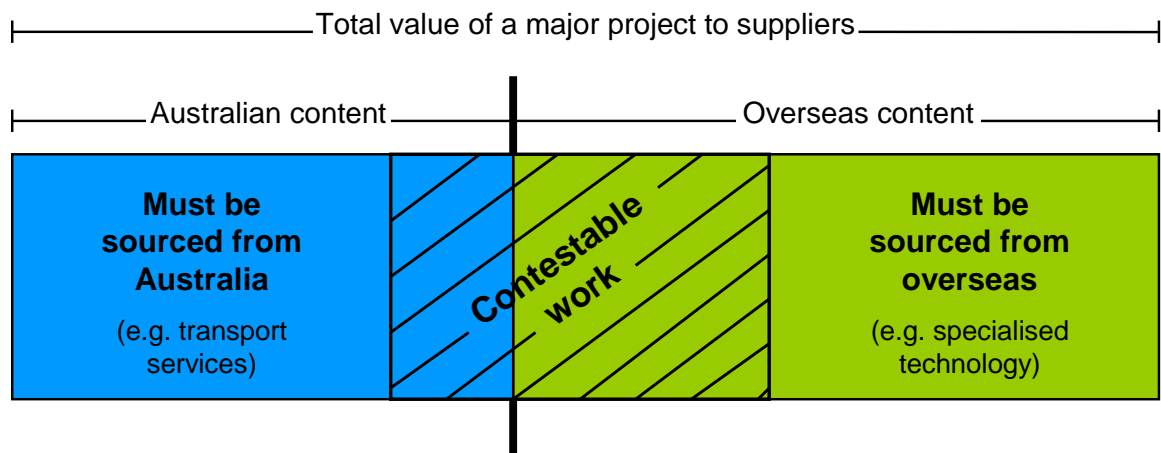 Total value of a major project to suppliers
Australian content
Overseas content
Must be
sourced from
Australia
(e.g. transport
services)
Contestable
work
Must be
sourced from
overseas
(e.g. specialised
technology)